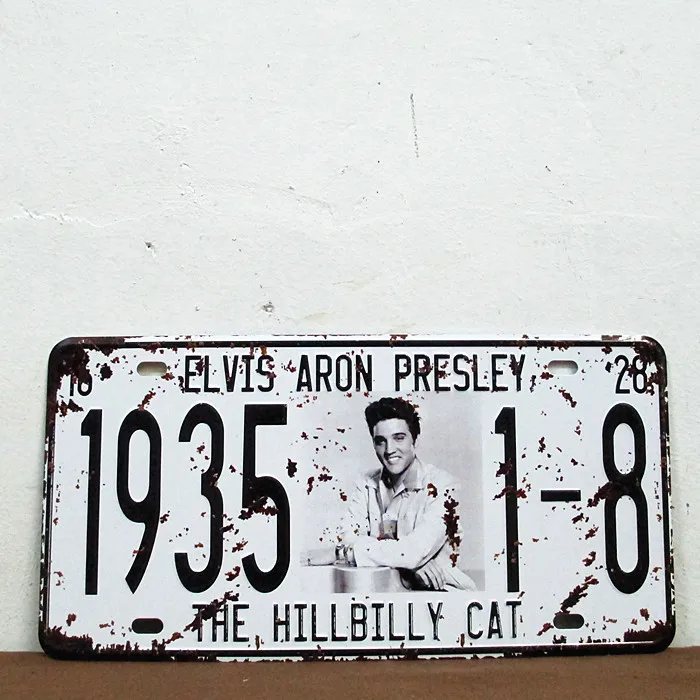 16 ELVIS ARON PRESLEY 28
1935 1-8
THE HILLBILLY CAT